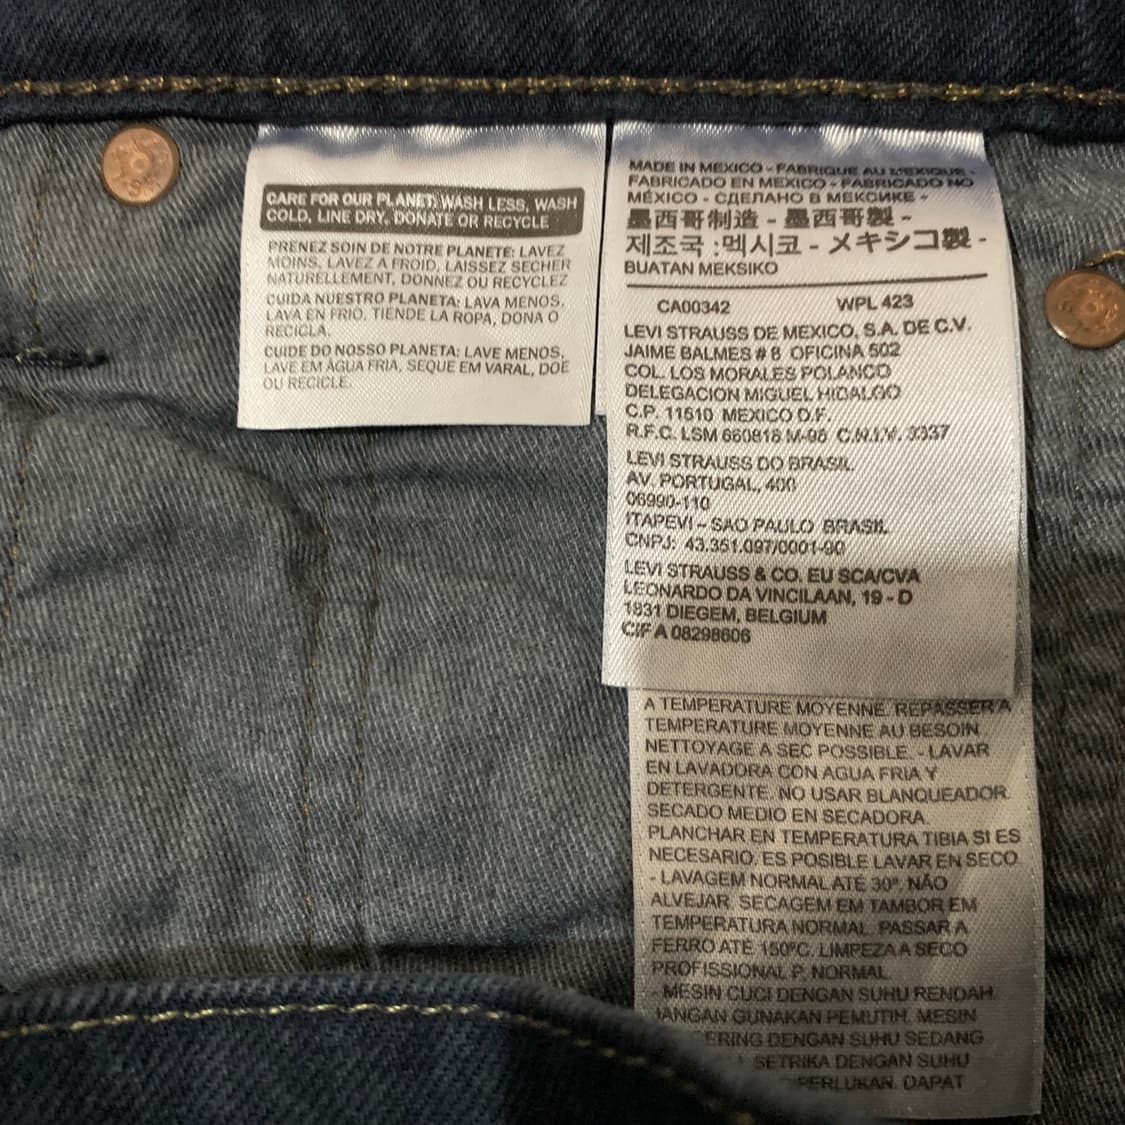 CARE FOR OUR PLANET: WASH LESS, WASH
COLD, LINE DRY, DONATE OR RECYCLE
PRENEZ SOIN DE NOTRE PLANETE: LAVEZ
MOINS, LAVEZ A FROID, LAISSEZ SECHER
NATURELLEMENT, DONNEZ OU RECYCLEZ
CUIDA NUESTRO PLANETA: LAVA MENOS,
LAVA EN FRIO, TIENDE LA ROPA, DONA O
RECICLA.
CUIDE DO NOSSO PLANETA: LAVE MENOS,
LAVE EM ÁGUA FRIA, SEQUE EM VARAL, DOE
OU RECICLE.
MADE IN MEXICO - FABRIQUE AU MEXIQUE -
FABRICADO EN MEXICO - FABRICADO NO
MÉXICO - СДЕЛАНО В МЕКСИКЕ -
墨西哥制造 - 墨西哥製 -
제조국 :멕시코 - メキシコ製 -
BUATAN MEKSIKO
CA00342 WPL 423
LEVI STRAUSS DE MEXICO, S.A. DE C.V.
JAIME BALMES # 8 OFICINA 502
COL. LOS MORALES POLANCO
DELEGACION MIGUEL HIDALGO
C.P. 11510 MEXICO D.F.
R.F.C. LSM 660818 M-96 C.N.I.V. 3337
LEVI STRAUSS DO BRASIL
AV. PORTUGAL, 400
06990-110
ITAPEVI - SAO PAULO BRASIL
CNPJ: 43.351.097/0001-90
LEVI STRAUSS & CO. EU SCA/CVA
LEONARDO DA VINCILAAN, 19 - D
1831 DIEGEM, BELGIUM
CIF A 08298606
A TEMPERATURE MOYENNE. REPASSER A
TEMPERATURE MOYENNE AU BESOIN.
NETTOYAGE A SEC POSSIBLE. - LAVAR
EN LAVADORA CON AGUA FRIA Y
DETERGENTE. NO USAR BLANQUEADOR.
SECADO MEDIO EN SECADORA.
PLANCHAR EN TEMPERATURA TIBIA SI ES
NECESARIO. ES POSIBLE LAVAR EN SECO.
- LAVAGEM NORMAL ATÉ 30º. NÃO
ALVEJAR. SECAGEM EM TAMBOR EM
TEMPERATURA NORMAL. PASSAR A
FERRO ATÉ 150ºC. LIMPEZA A SECO
PROFISSIONAL P. NORMAL.
- MESIN CUCI DENGAN SUHU RENDAH.
JANGAN GUNAKAN PEMUTIH. MESIN
ERING DENGAN SUHU SEDANG
SETRIKA DENGAN SUHU
PERLUKAN. DAPAT